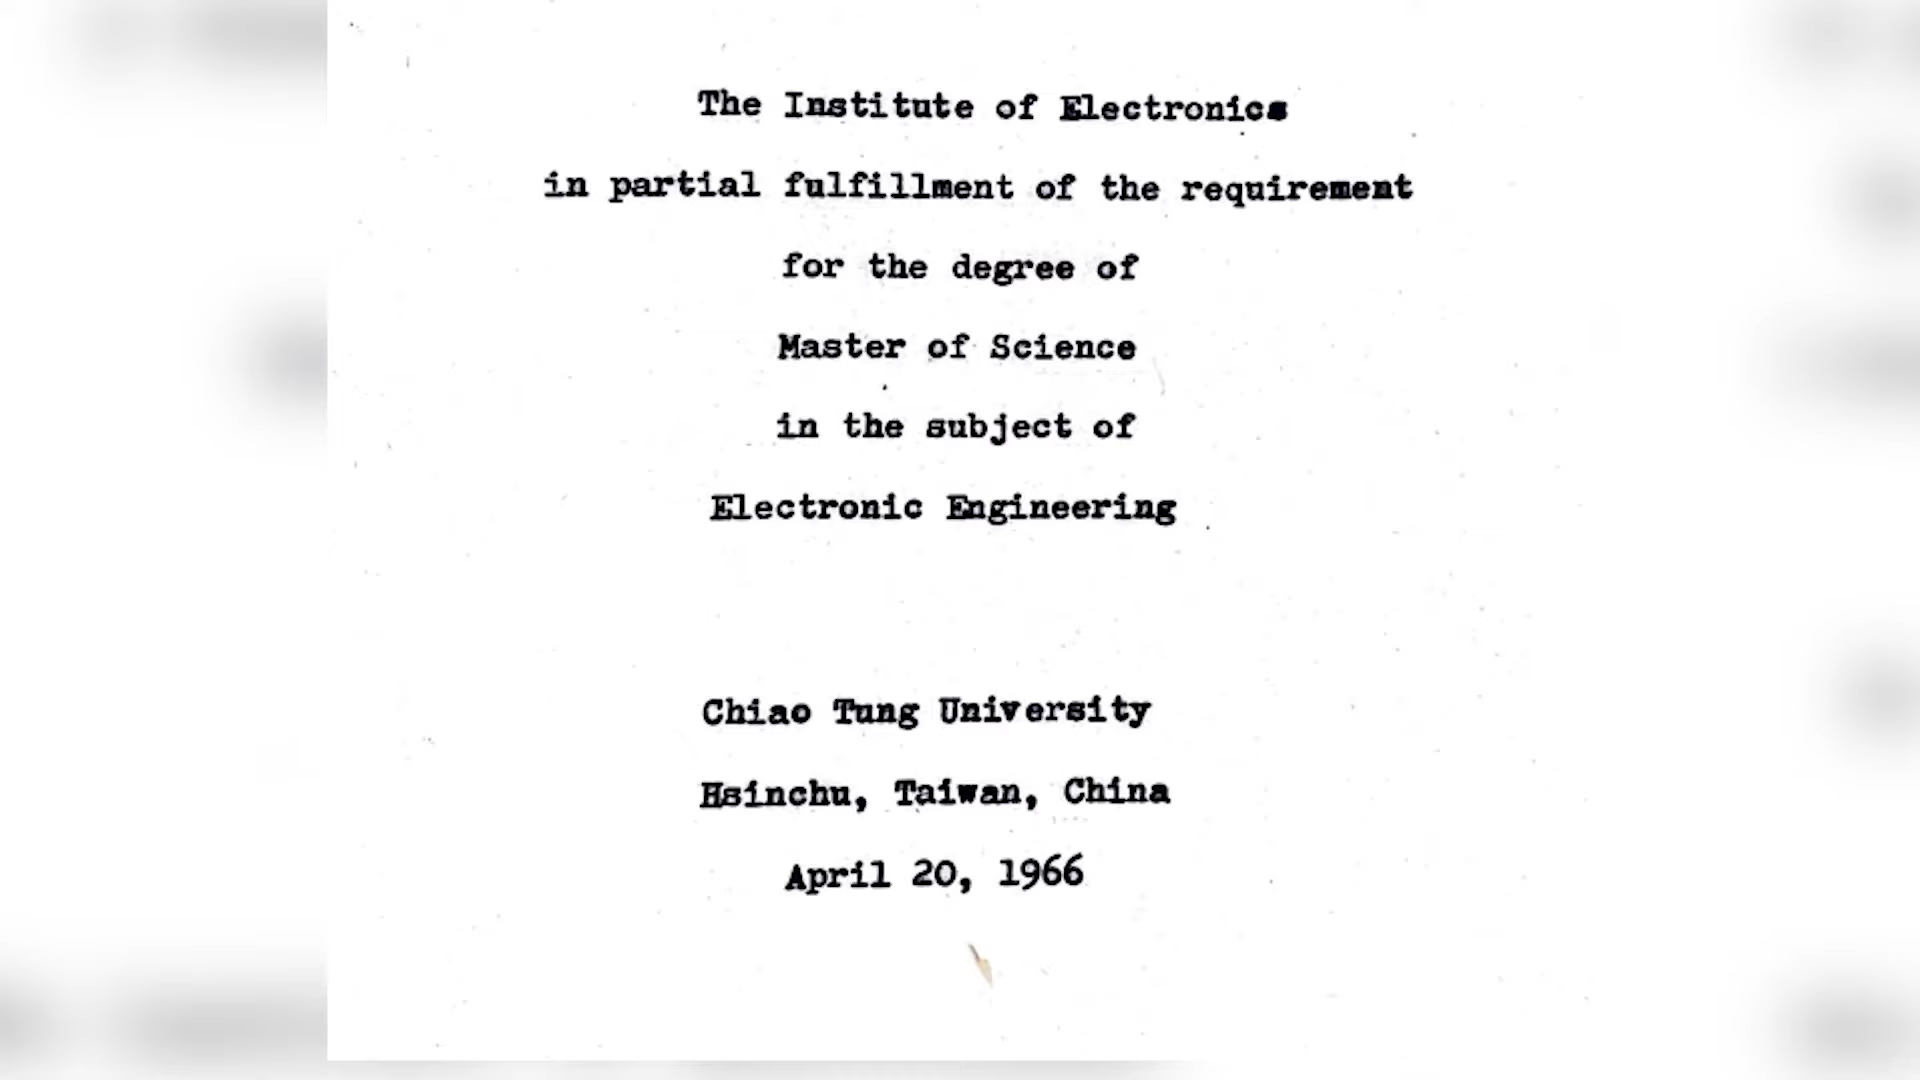 The Institute of Electronics
in partial fulfillment of the requirement
for the degree of
Master of Science
in the subject of
Electronic Engineering
Chiao Tung University
Hsinchu, Taiwan, China
April 20, 1966